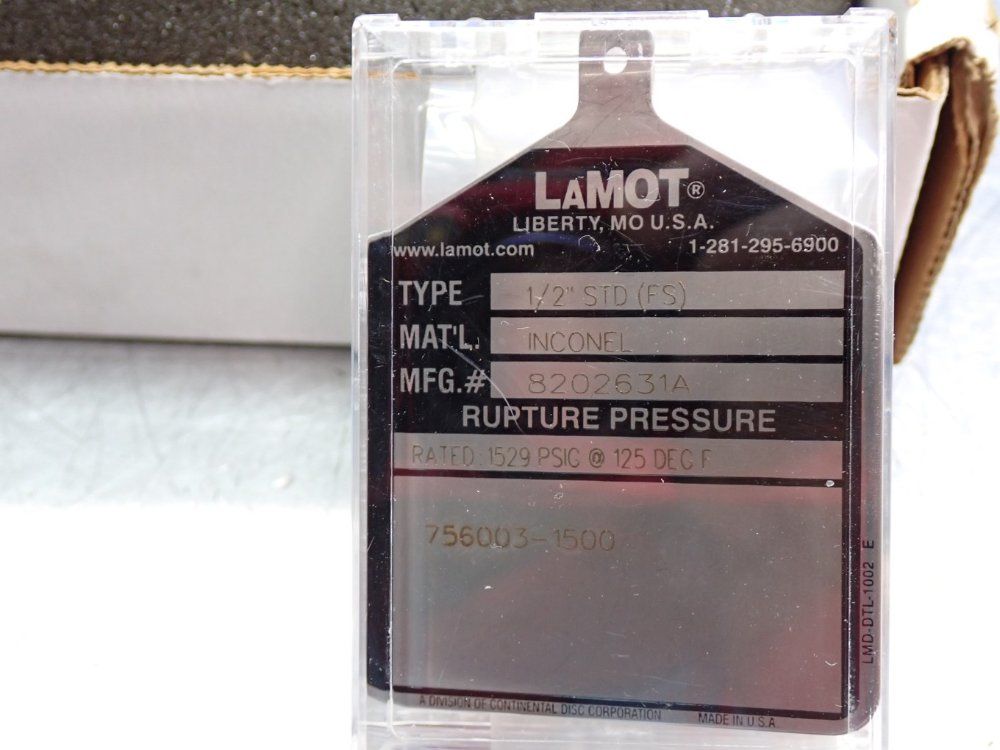 LAMOT®
LIBERTY, MO U.S.A.
www.lamot.com 1-281-295-6900
TYPE 1/2" STD (FS)
MAT'L. INCONEL
MFG.# 8202631A
RUPTURE PRESSURE
RATED 1529 PSIG @ 125 DEG F
756003-1500
LMD-DTL-1002 E
A DIVISION OF CONTINENTAL DISC CORPORATION MADE IN U.S.A.